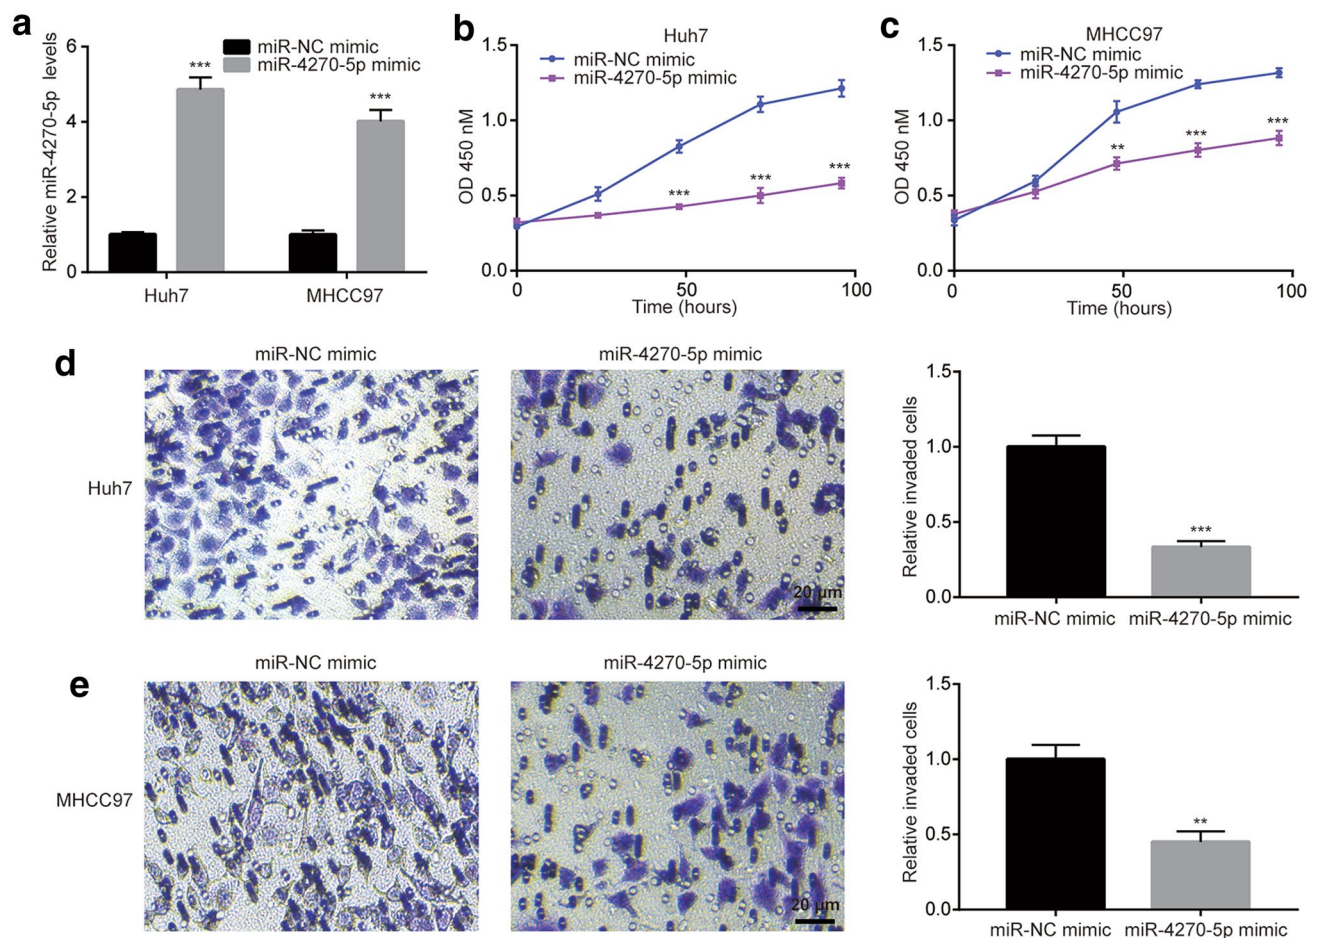 a
Relative miR-4270-5p levels
6
4
2
0
miR-NC mimic
miR-4270-5p mimic
***
***
Huh7
MHCC97
b
Huh7
OD 450 nM
1.5
1.0
0.5
0.0
miR-NC mimic
miR-4270-5p mimic
***
***
***
0
50
100
Time (hours)
c
MHCC97
OD 450 nM
1.5
1.0
0.5
0.0
miR-NC mimic
miR-4270-5p mimic
**
***
***
0
50
100
Time (hours)
d
miR-NC mimic
miR-4270-5p mimic
Huh7
20 µm
Relative invaded cells
1.5
1.0
0.5
0.0
***
miR-NC mimic
miR-4270-5p mimic
e
miR-NC mimic
miR-4270-5p mimic
MHCC97
20 µm
Relative invaded cells
1.5
1.0
0.5
0.0
**
miR-NC mimic
miR-4270-5p mimic